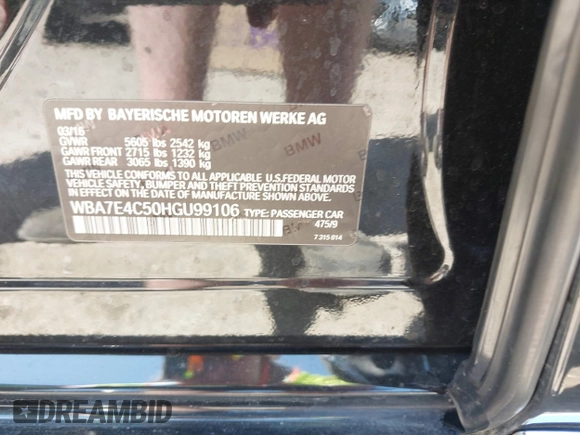 MFD BY BAYERISCHE MOTOREN WERKE AG
03/16
GVWR 5605 lbs 2542 kg
GAWR FRONT 2715 lbs 1232 kg
GAWR REAR 3065 lbs 1390 kg
BMW
BMW
THIS VEHICLE CONFORMS TO ALL APPLICABLE U.S.FEDERAL MOTOR
VEHICLE SAFETY, BUMPER, AND THEFT PREVENTION STANDARDS
IN EFFECT ON THE DATE OF MANUFACTURE SHOWN ABOVE.
WBA7E4C50HGU99106 TYPE: PASSENGER CAR
475/9
7 315 814
DREAMBID